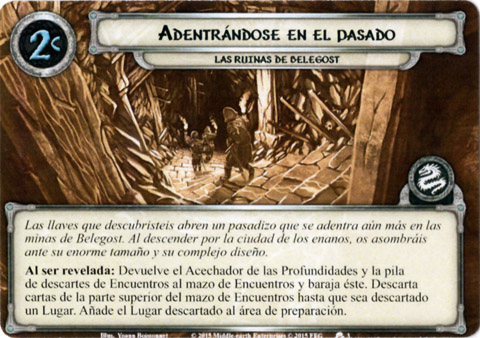 2C
ADENTRÁNDOSE EN EL PASADO
LAS RUINAS DE BELEGOST
Las llaves que descubristeis abren un pasadizo que se adentra aún más en las
minas de Belegost. Al descender por la ciudad de los enanos, os asombráis
ante su enorme tamaño y su complejo diseño.
Al ser revelada: Devuelve el Acechador de las Profundidades y la pila
de descartes de Encuentros al mazo de Encuentros y baraja éste. Descarta
cartas de la parte superior del mazo de Encuentros hasta que sea descartado
un Lugar. Añade el Lugar descartado al área de preparación.
Illus. © 2015 Middle-earth Enterprises © 2015 FFG